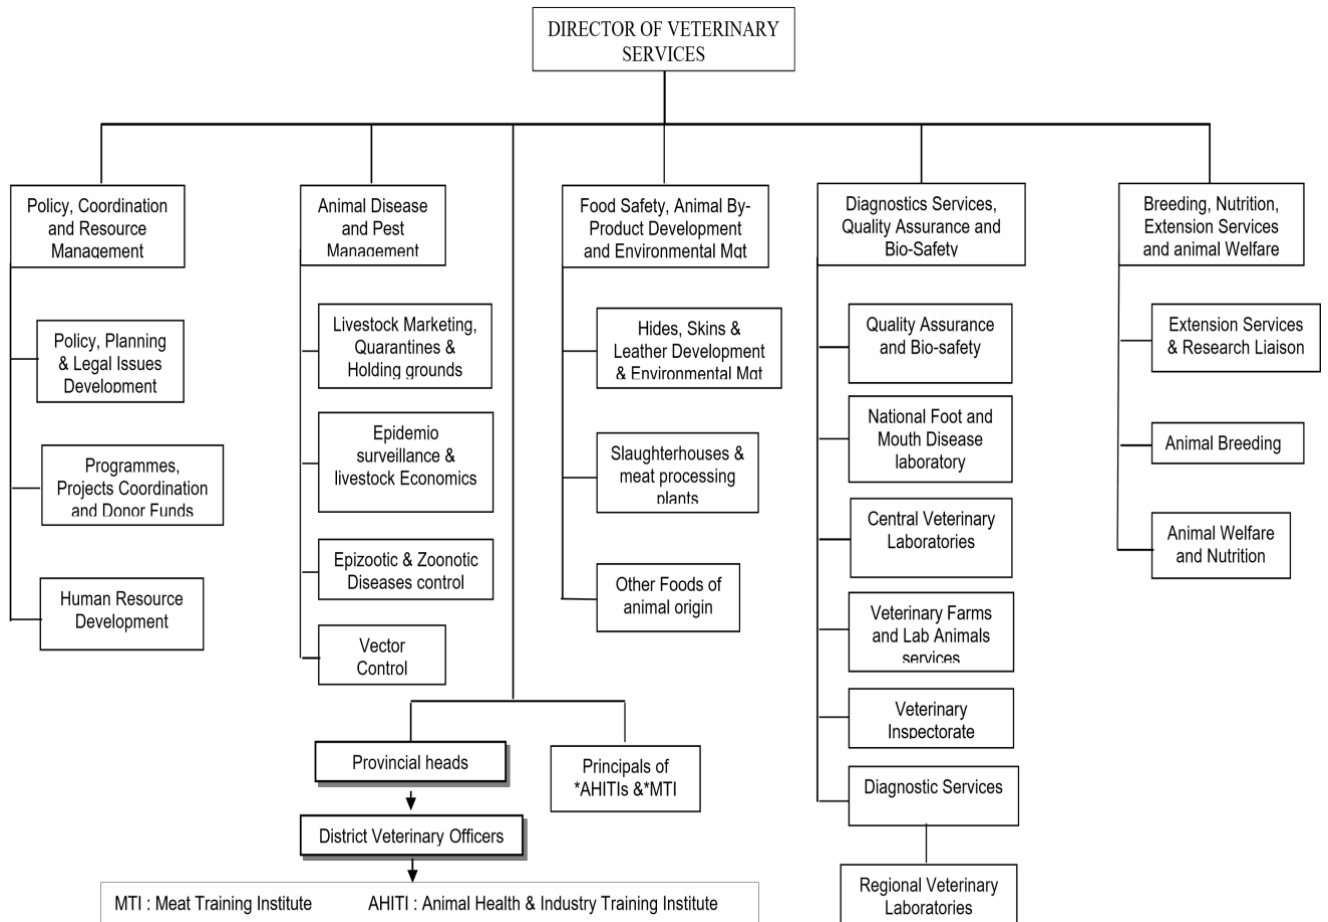 DIRECTOR OF VETERINARY
SERVICES
Policy, Coordination
and Resource
Management
Animal Disease
and Pest
Management
Food Safety, Animal By-
Product Development
and Environmental Mgt
Diagnostics Services,
Quality Assurance and
Bio-Safety
Breeding, Nutrition,
Extension Services
and animal Welfare
Policy, Planning
& Legal Issues
Development
Programmes,
Projects Coordination
and Donor Funds
Human Resource
Development
Livestock Marketing,
Quarantines &
Holding grounds
Epidemio
surveillance &
livestock Economics
Epizootic & Zoonotic
Diseases control
Vector
Control
Hides, Skins &
Leather Development
& Environmental Mgt
Slaughterhouses &
meat processing
plants
Other Foods of
animal origin
Quality Assurance
and Bio-safety
National Foot and
Mouth Disease
laboratory
Central Veterinary
Laboratories
Veterinary Farms
and Lab Animals
services
Veterinary
Inspectorate
Diagnostic Services
Regional Veterinary
Laboratories
Extension Services
& Research Liaison
Animal Breeding
Animal Welfare
and Nutrition
Provincial heads
Principals of
*AHITIs &*MTI
District Veterinary Officers
MTI : Meat Training Institute AHITI : Animal Health & Industry Training Institute